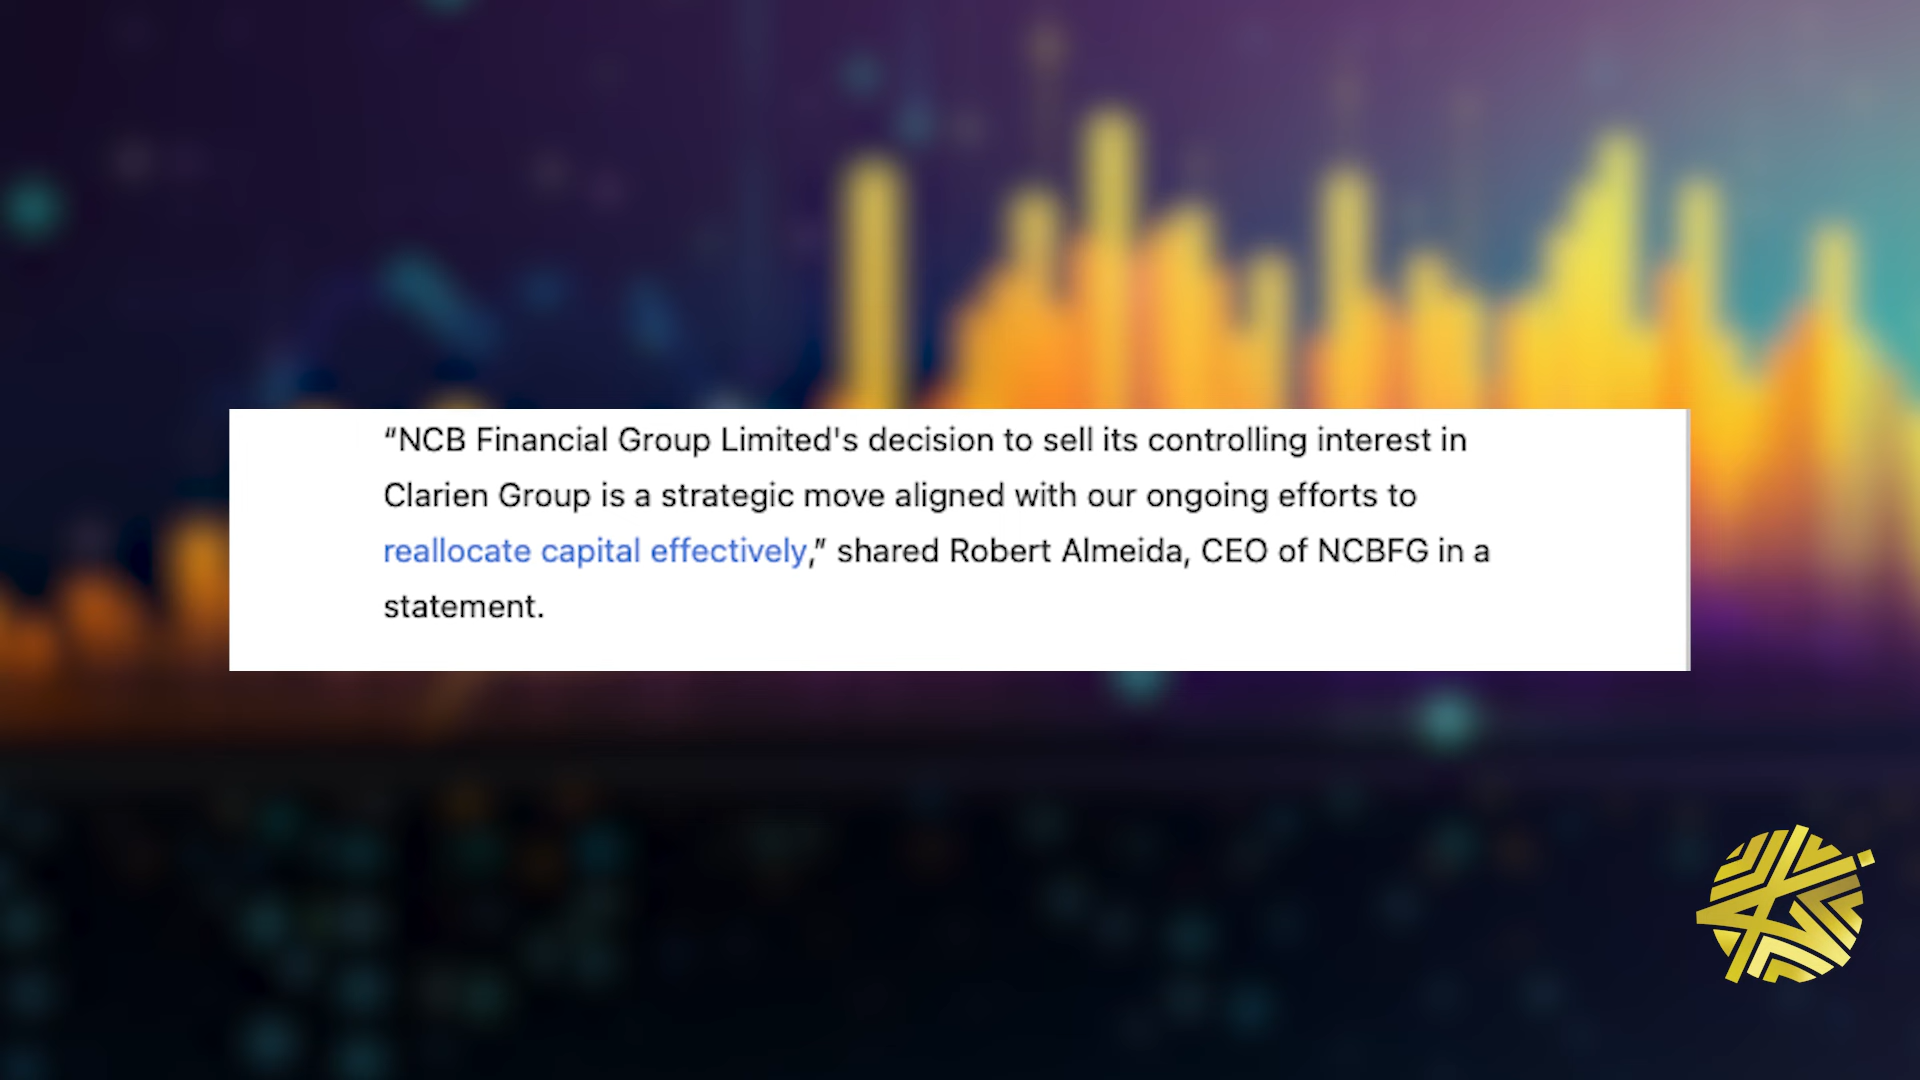 “NCB Financial Group Limited's decision to sell its controlling interest in
Clarien Group is a strategic move aligned with our ongoing efforts to
reallocate capital effectively,” shared Robert Almeida, CEO of NCBFG in a
statement.